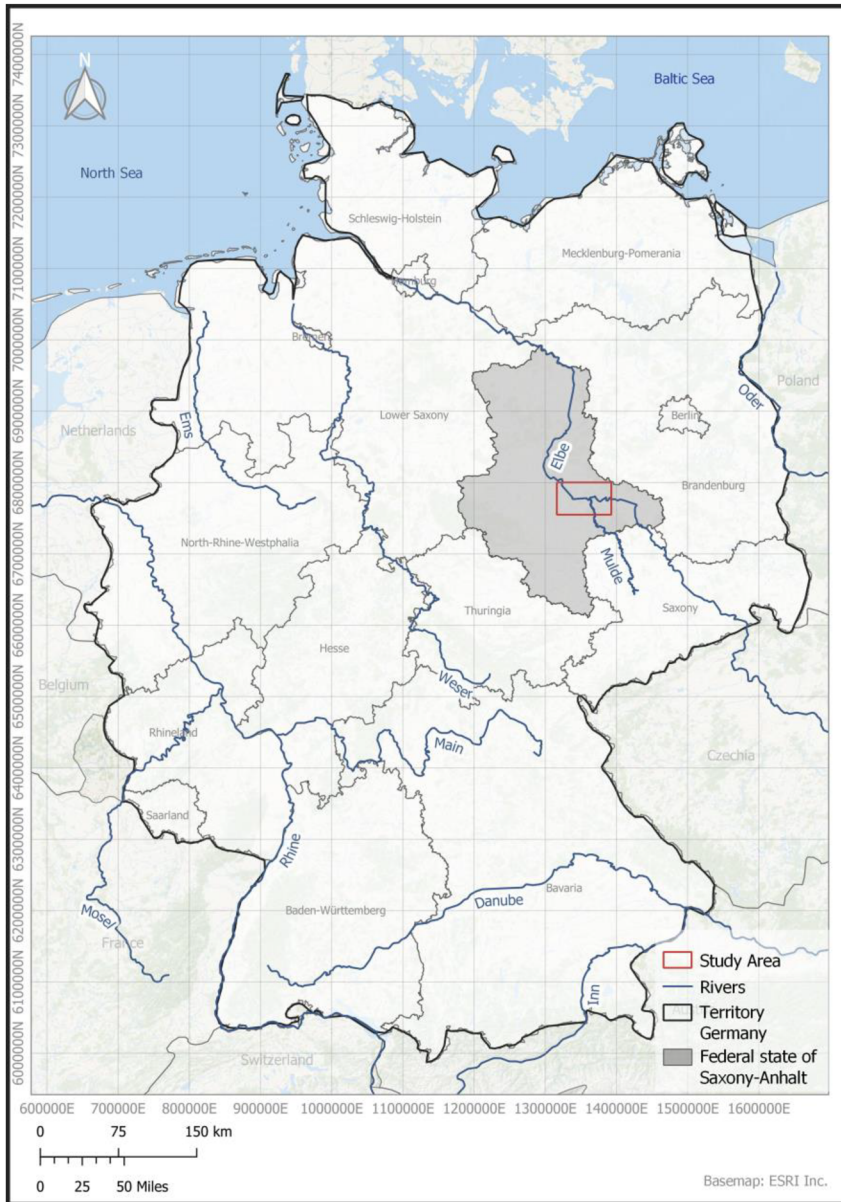 N
Baltic Sea
North Sea
Schleswig-Holstein
Mecklenburg-Pomerania
Hamburg
Bremen
Lower Saxony
Poland
Oder
Berlin
Netherlands
Ems
Elbe
Brandenburg
North-Rhine-Westphalia
Mulde
Thuringia
Saxony
Hesse
Belgium
Weser
Rhineland
Main
Czechia
Saarland
Rhine
Bavaria
Danube
Baden-Württemberg
Mosel
France
Inn
Switzerland
Study Area
Rivers
Territory
Germany
Federal state of
Saxony-Anhalt
7400000N
7300000N
7200000N
7100000N
7000000N
6900000N
6800000N
6700000N
6600000N
6500000N
6400000N
6300000N
6200000N
6100000N
6000000N
600000E 700000E 800000E 900000E 1000000E 1100000E 1200000E 1300000E 1400000E 1500000E 1600000E
0 75 150 km
0 25 50 Miles
Basemap: ESRI Inc.